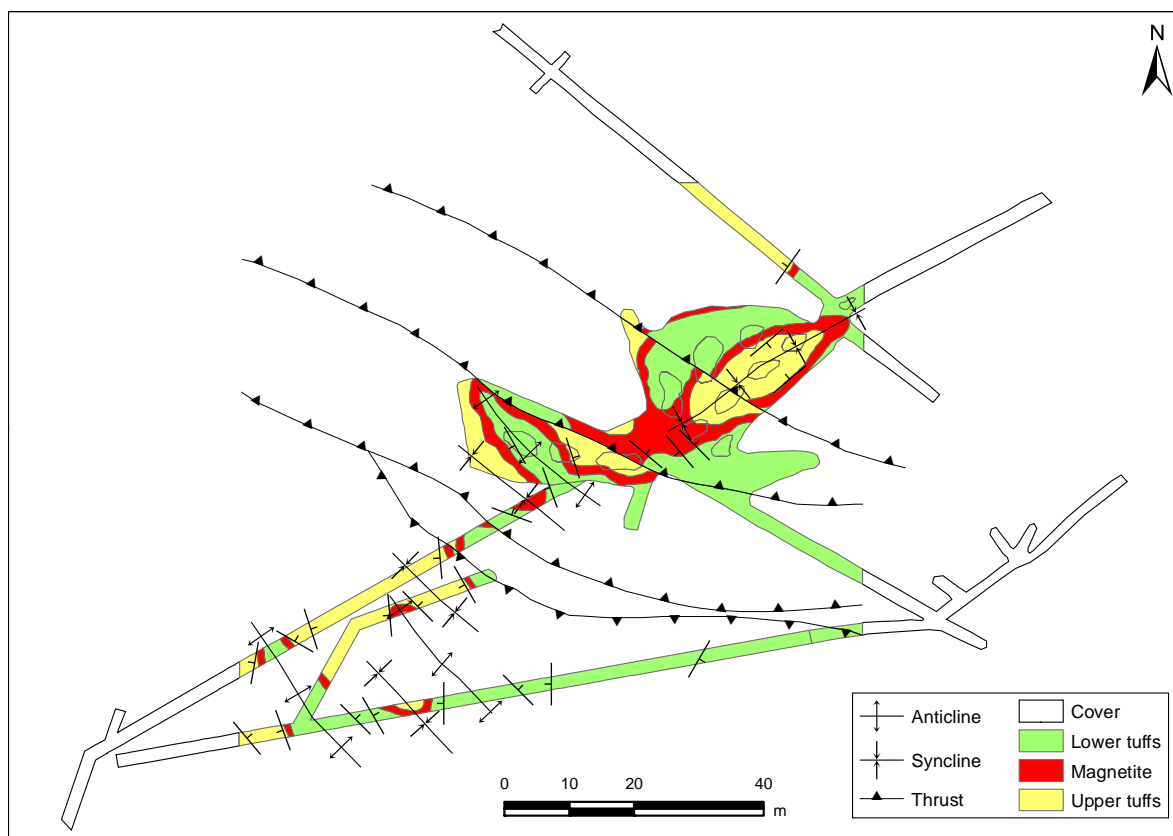 N
Anticline
Syncline
Thrust
Cover
Lower tuffs
Magnetite
Upper tuffs
0 10 20 40
m